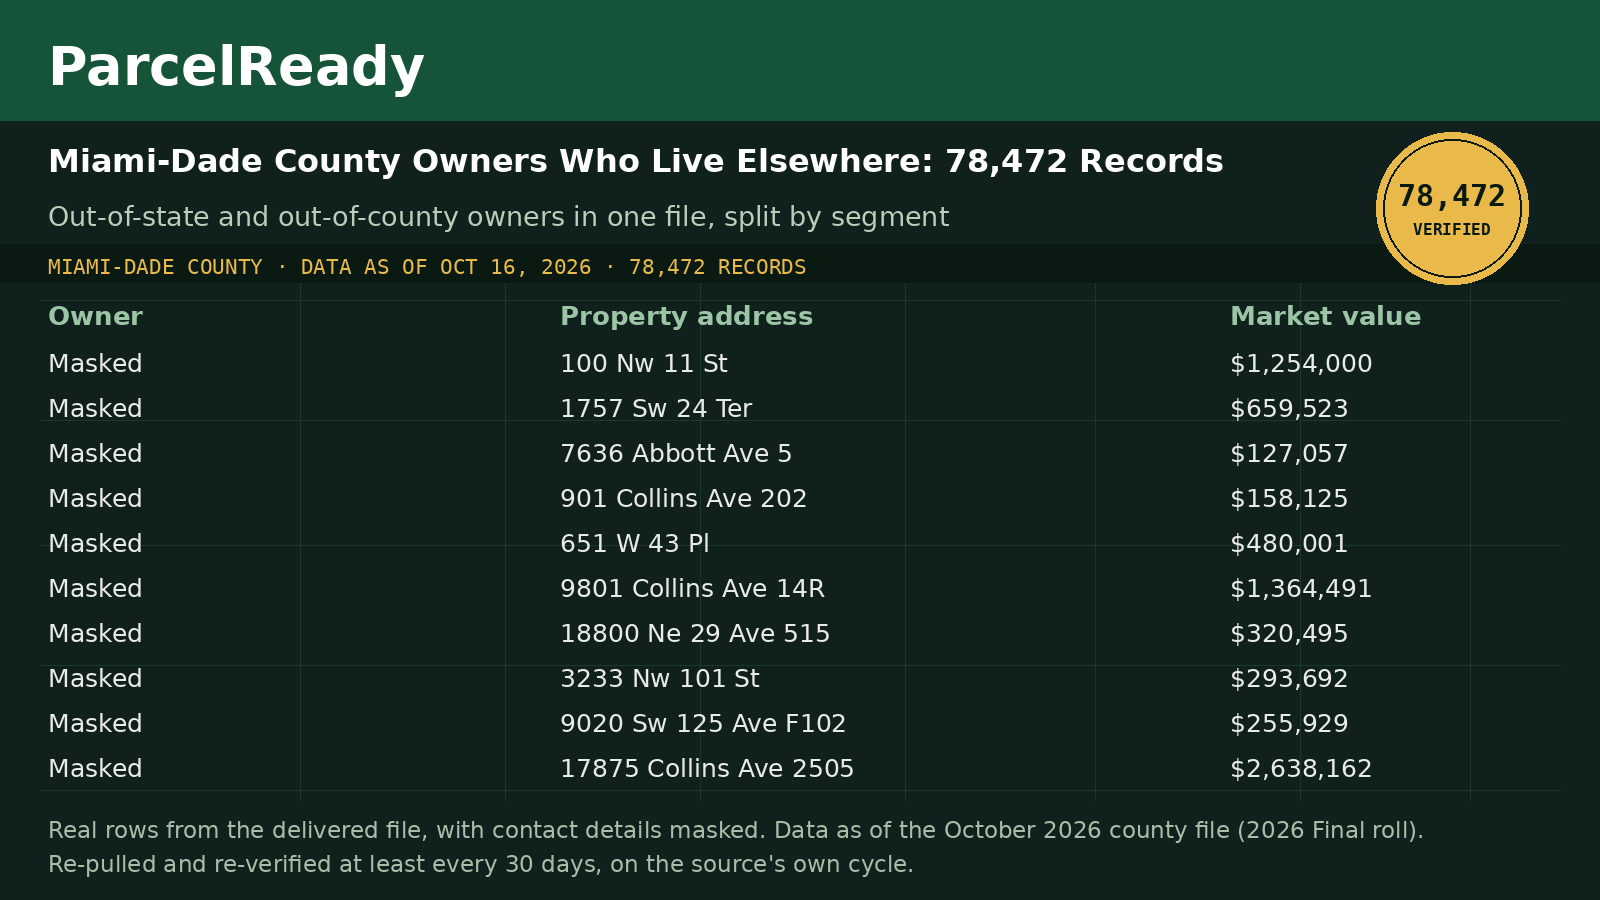 ParcelReady
Miami-Dade County Owners Who Live Elsewhere: 78,472 Records
Out-of-state and out-of-county owners in one file, split by segment
78,472
VERIFIED
MIAMI-DADE COUNTY · DATA AS OF OCT 16, 2026 · 78,472 RECORDS
Owner Property address Market value
Masked 100 Nw 11 St $1,254,000
Masked 1757 Sw 24 Ter $659,523
Masked 7636 Abbott Ave 5 $127,057
Masked 901 Collins Ave 202 $158,125
Masked 651 W 43 Pl $480,001
Masked 9801 Collins Ave 14R $1,364,491
Masked 18800 Ne 29 Ave 515 $320,495
Masked 3233 Nw 101 St $293,692
Masked 9020 Sw 125 Ave F102 $255,929
Masked 17875 Collins Ave 2505 $2,638,162
Real rows from the delivered file, with contact details masked. Data as of the October 2026 county file (2026 Final roll).
Re-pulled and re-verified at least every 30 days, on the source's own cycle.